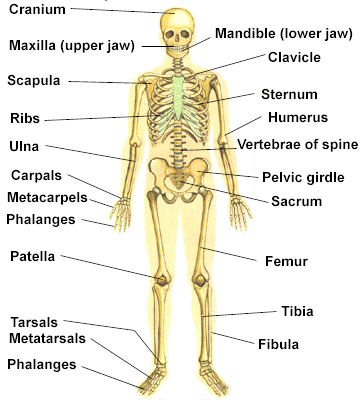 Cranium
Mandible (lower jaw)
Maxilla (upper jaw)
Clavicle
Scapula
Sternum
Ribs
Humerus
Ulna
Vertebrae of spine
Carpals
Pelvic girdle
Metacarpels
Sacrum
Phalanges
Patella
Femur
Tibia
Tarsals
Metatarsals
Fibula
Phalanges